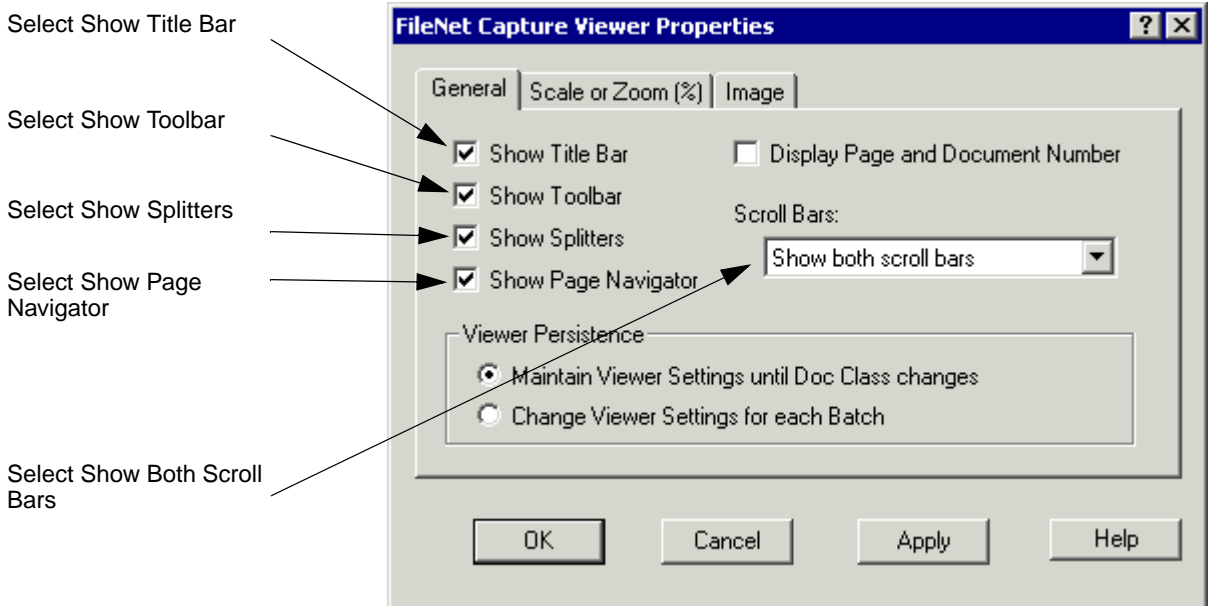 Select Show Title Bar
Select Show Toolbar
Select Show Splitters
Select Show Page
Navigator
Select Show Both Scroll
Bars
FileNet Capture Viewer Properties
General
Scale or Zoom (%)
Image
Show Title Bar
Show Toolbar
Show Splitters
Show Page Navigator
Display Page and Document Number
Scroll Bars:
Show both scroll bars
Viewer Persistence
Maintain Viewer Settings until Doc Class changes
Change Viewer Settings for each Batch
OK
Cancel
Apply
Help